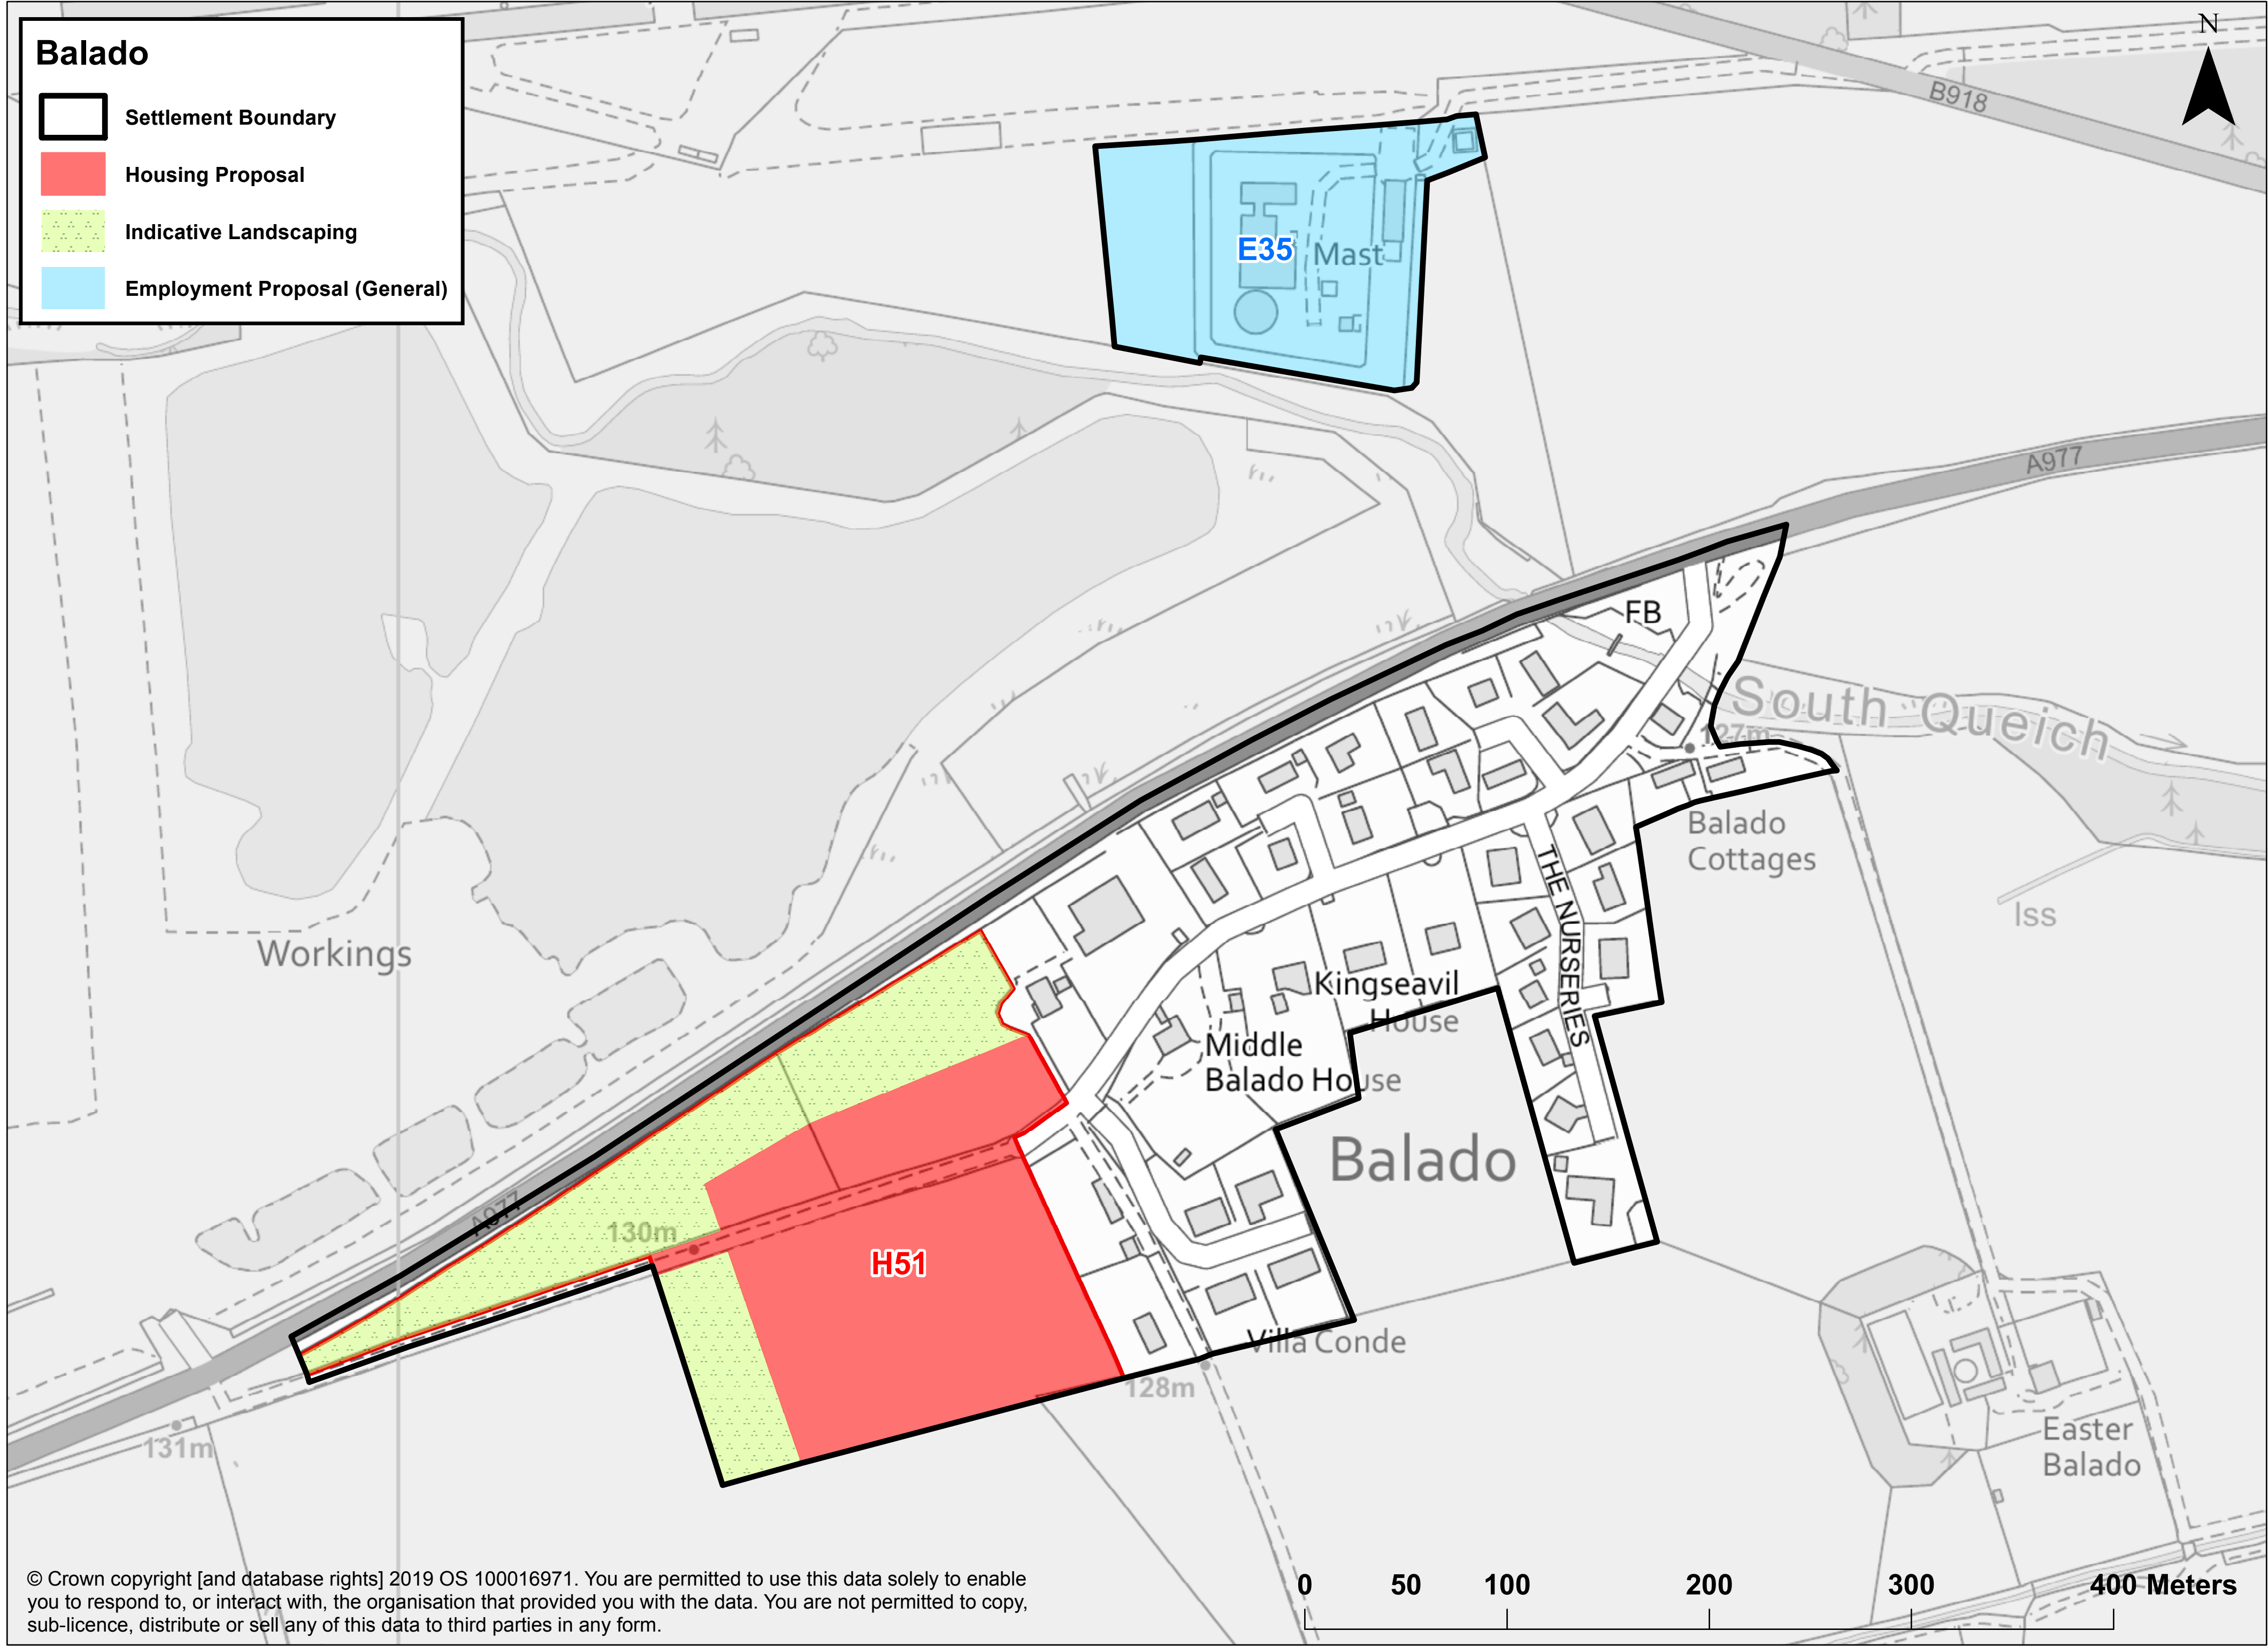 Balado
Settlement Boundary
Housing Proposal
Indicative Landscaping
Employment Proposal (General)
N
B918
E35
Mast
A977
FB
South Queich
127m
Balado
Cottages
Iss
THE NURSERIES
Workings
Kingseavil
House
Middle
Balado House
Balado
A977
130m
H51
Villa Conde
128m
131m
Easter
Balado
© Crown copyright [and database rights] 2019 OS 100016971. You are permitted to use this data solely to enable
you to respond to, or interact with, the organisation that provided you with the data. You are not permitted to copy,
sub-licence, distribute or sell any of this data to third parties in any form.
0 50 100 200 300 400 Meters